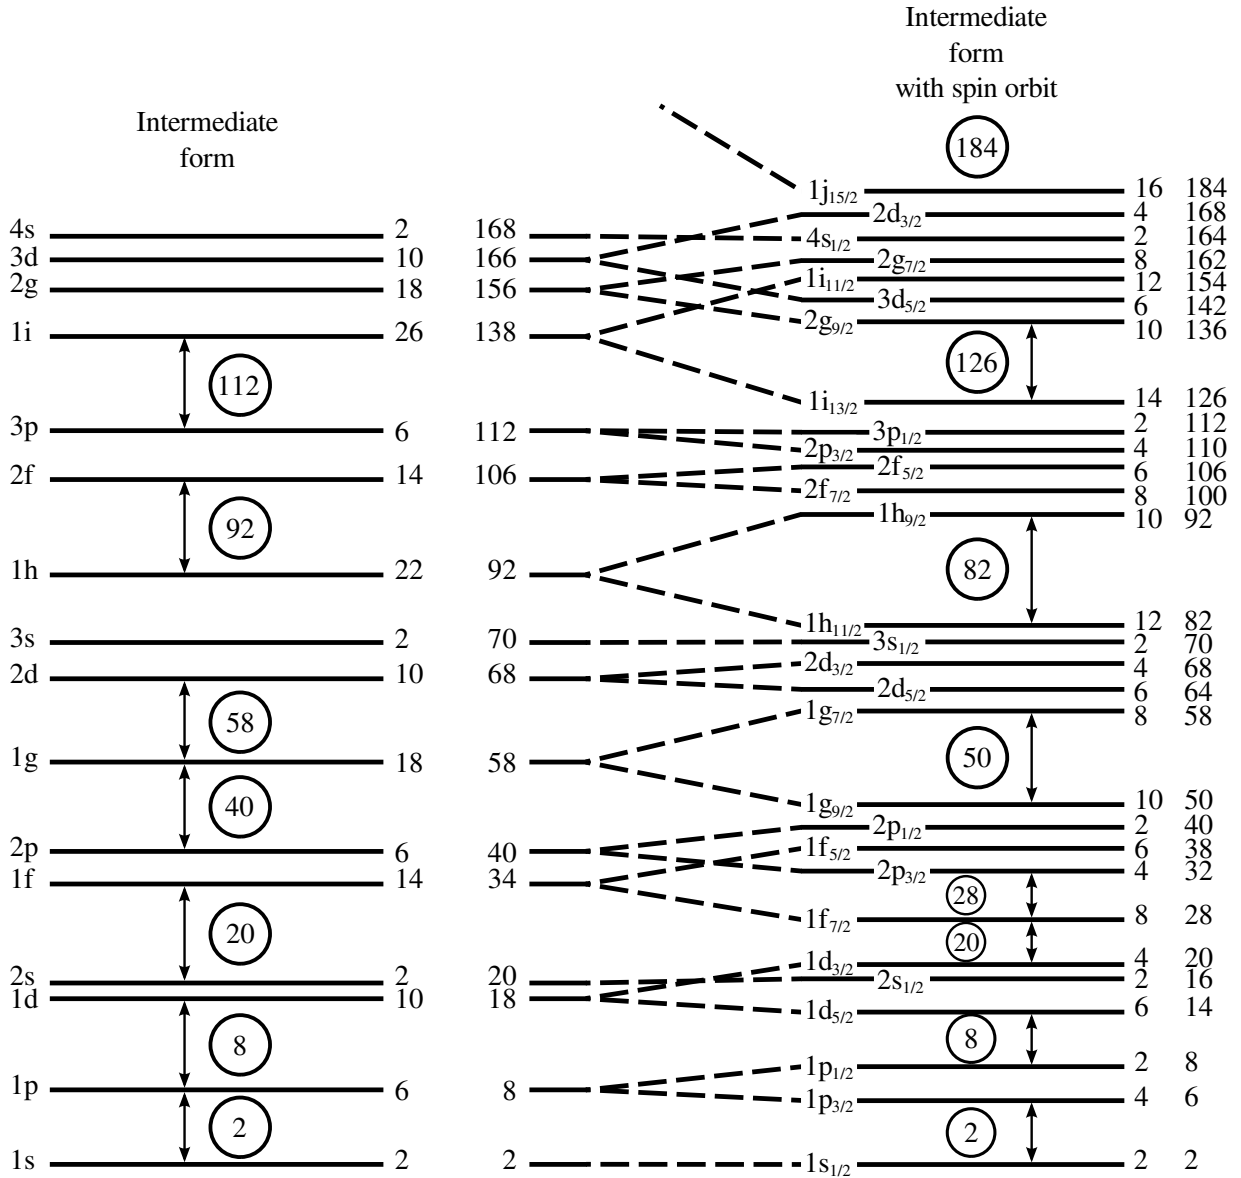 Intermediate
form
with spin orbit
Intermediate
form
184
1j15/2 16 184
2d3/2 4 168
4s 2 168 4s1/2 2 164
3d 10 166 2g7/2 8 162
2g 18 156 1i11/2 12 154
3d5/2 6 142
1i 26 138 2g9/2 10 136
112 126
1i13/2 14 126
3p 6 112 3p1/2 2 112
2p3/2 4 110
2f 14 106 2f5/2 6 106
2f7/2 8 100
92 1h9/2 10 92
1h 22 92 82
1h11/2 12 82
3s 2 70 3s1/2 2 70
2d 10 68 2d3/2 4 68
2d5/2 6 64
58 1g7/2 8 58
1g 18 58 50
40 1g9/2 10 50
2p1/2 2 40
2p 6 40 1f5/2 6 38
1f 14 34 2p3/2 4 32
28
1f7/2 8 28
20 20
1d3/2 4 20
2s 2 20 2s1/2 2 16
1d 10 18 1d5/2 6 14
8 8
1p1/2 2 8
1p 6 8 1p3/2 4 6
2 2
1s 2 2 1s1/2 2 2